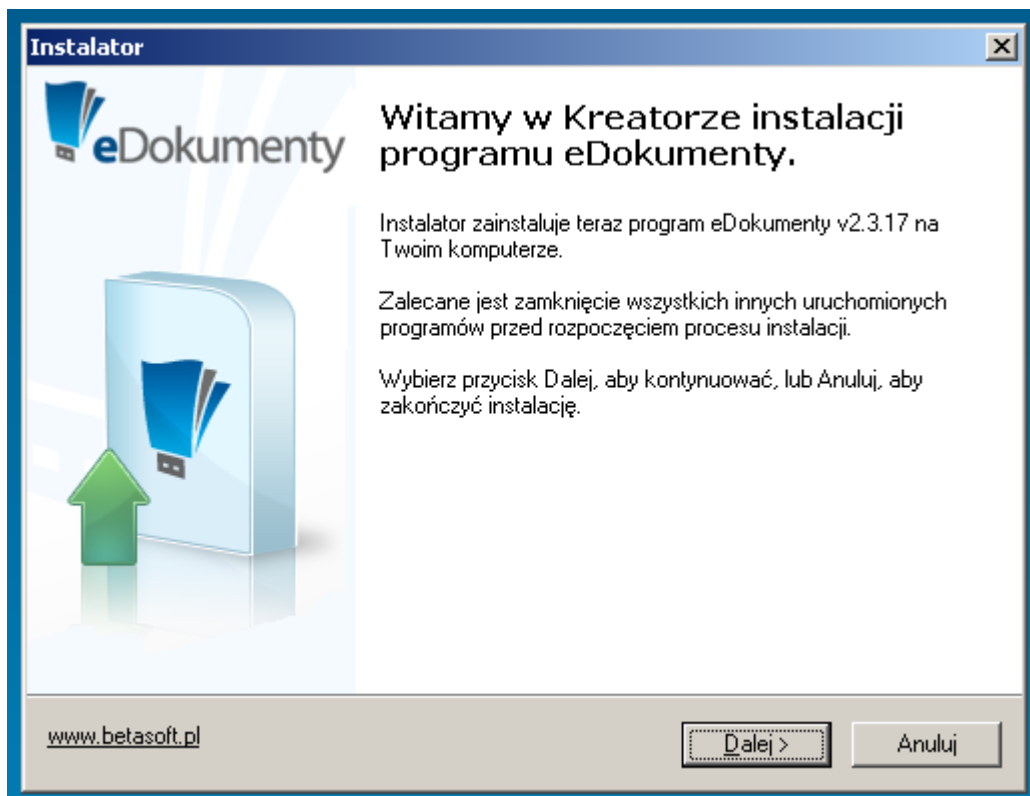 Instalator
eDokumenty
Witamy w Kreatorze instalacji
programu eDokumenty.
Instalator zainstaluje teraz program eDokumenty v2.3.17 na
Twoim komputerze.
Zalecane jest zamknięcie wszystkich innych uruchomionych
programów przed rozpoczęciem procesu instalacji.
Wybierz przycisk Dalej, aby kontynuować, lub Anuluj, aby
zakończyć instalację.
www.betasoft.pl
Dalej >
Anuluj